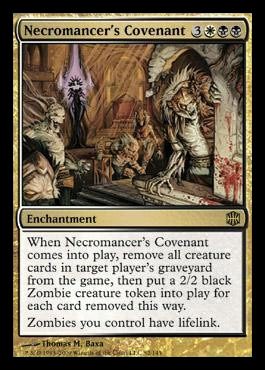 Necromancer's Covenant 3
Enchantment
When Necromancer's Covenant
comes into play, remove all creature
cards in target player's graveyard
from the game, then put a 2/2 black
Zombie creature token into play for
each card removed this way.
Zombies you control have lifelink.
Thomas M. Baxa